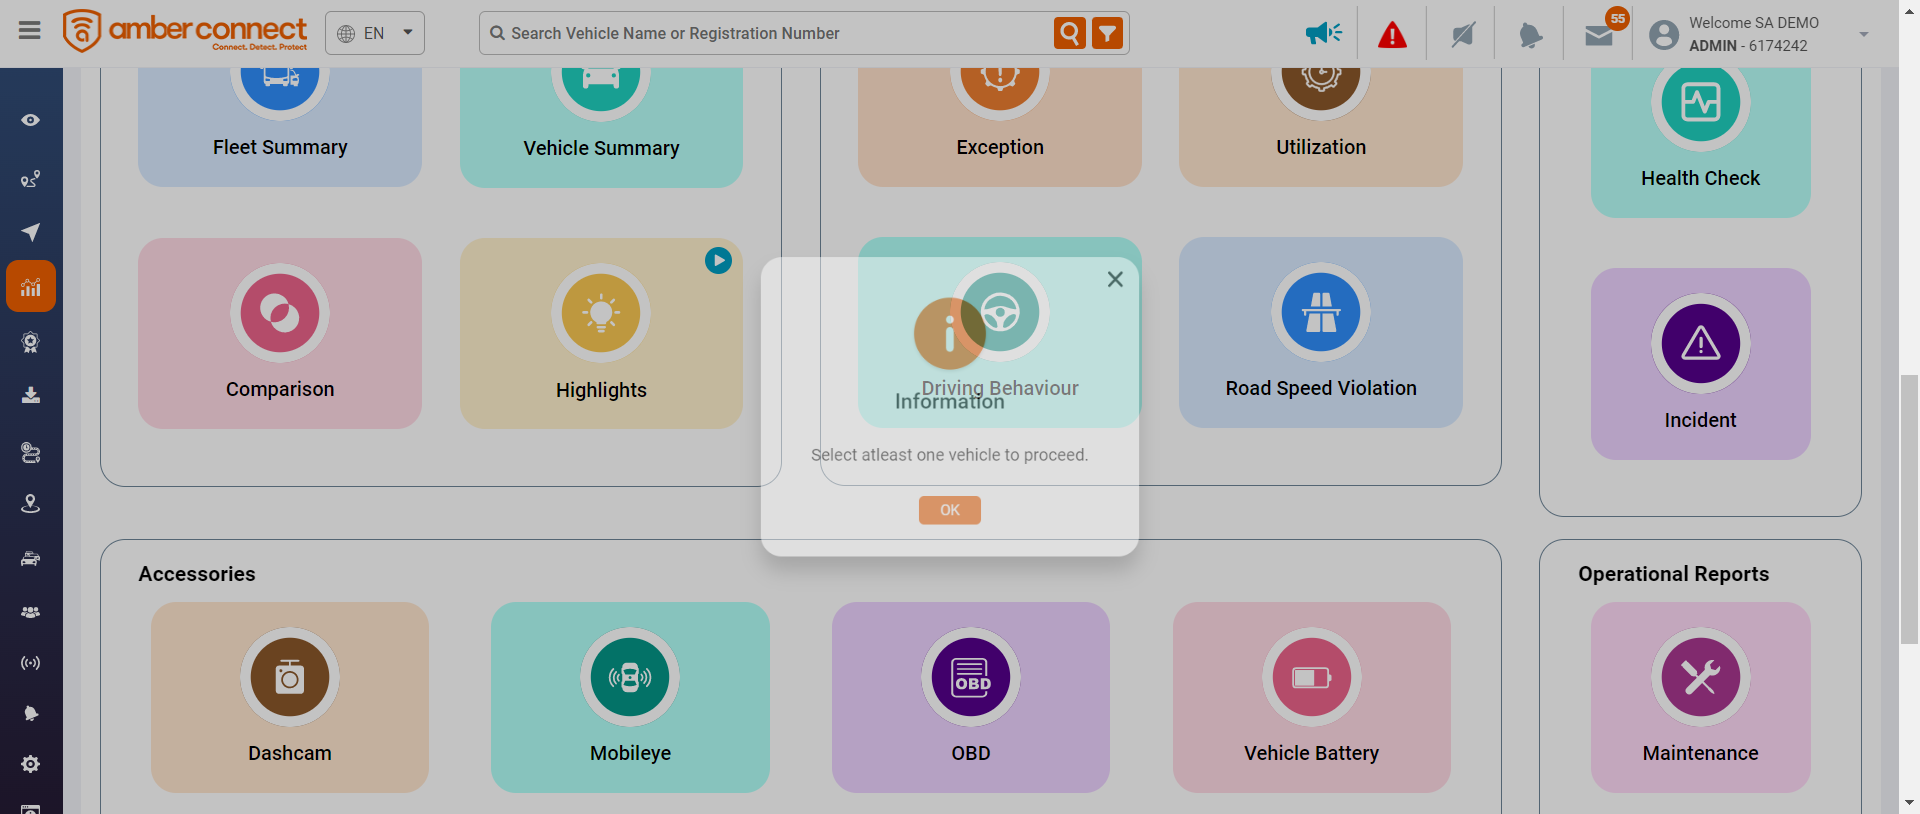 amber connect
Connect. Detect. Protect
EN
Search Vehicle Name or Registration Number
55
Welcome SA DEMO
ADMIN - 6174242
Fleet Summary
Vehicle Summary
Exception
Utilization
Health Check
Comparison
Highlights
Driving Behaviour
Road Speed Violation
Incident
Information
Select atleast one vehicle to proceed.
OK
Accessories
Operational Reports
OBD
Dashcam
Mobileye
OBD
Vehicle Battery
Maintenance